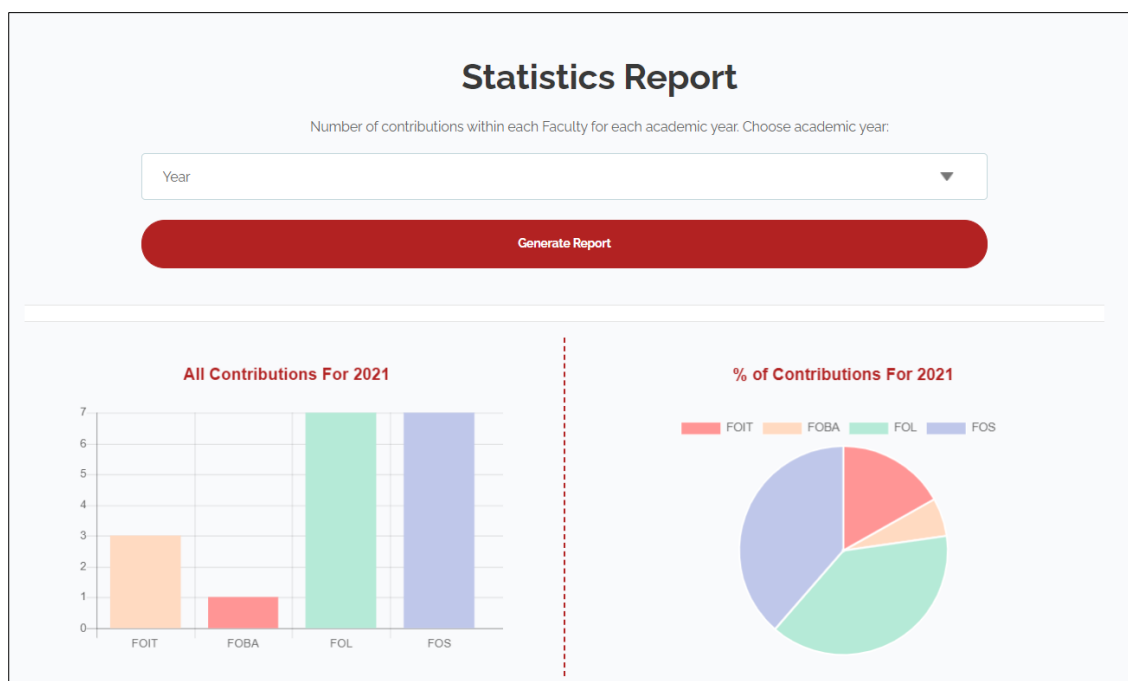 Statistics Report
Number of contributions within each Faculty for each academic year. Choose academic year:
Year
Generate Report
All Contributions For 2021
7
6
5
4
3
2
1
0
FOIT FOBA FOL FOS
% of Contributions For 2021
FOIT FOBA FOL FOS